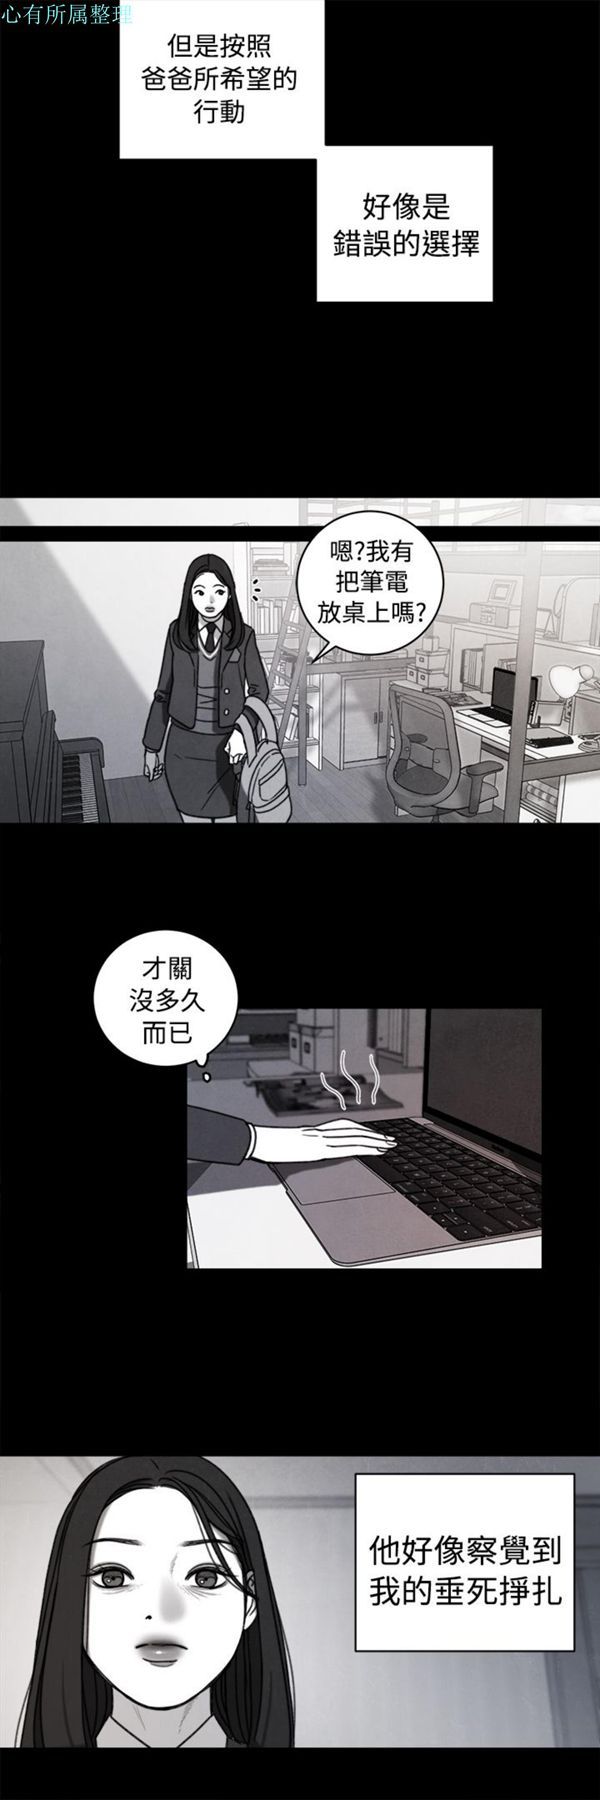 心有所属整理
但是按照
爸爸所希望的
行動
好像是
錯誤的選擇
嗯?我有
把筆電
放桌上嗎?
才關
沒多久
而已
他好像察覺到
我的垂死掙扎